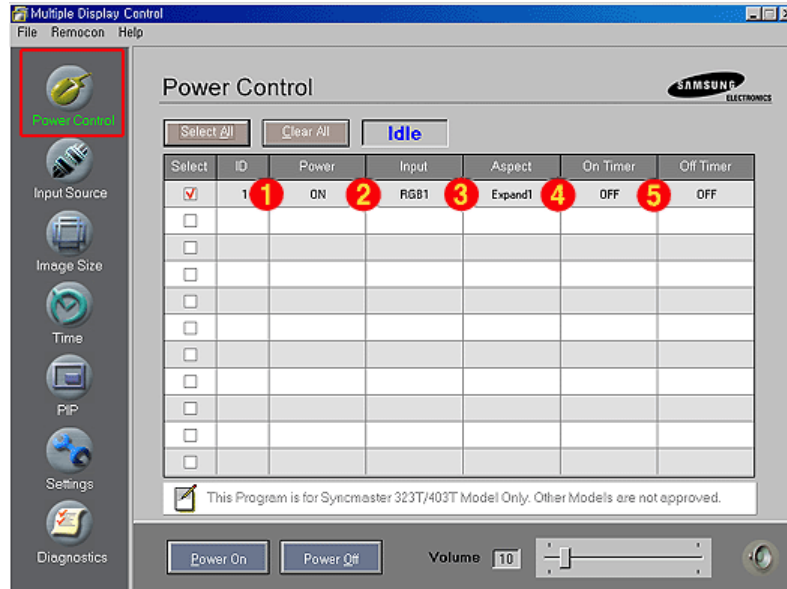 Multiple Display Control
File Remocon Help
Power Control
SAMSUNG
ELECTRONICS
Power Control
Select All Clear All Idle
Select ID Power Input Aspect On Timer Off Timer
1 1 ON 2 RGB1 3 Expand1 4 OFF 5 OFF
Input Source
Image Size
Time
PIP
Settings
This Program is for Syncmaster 323T/403T Model Only. Other Models are not approved.
Diagnostics
Power On Power Off Volume 10